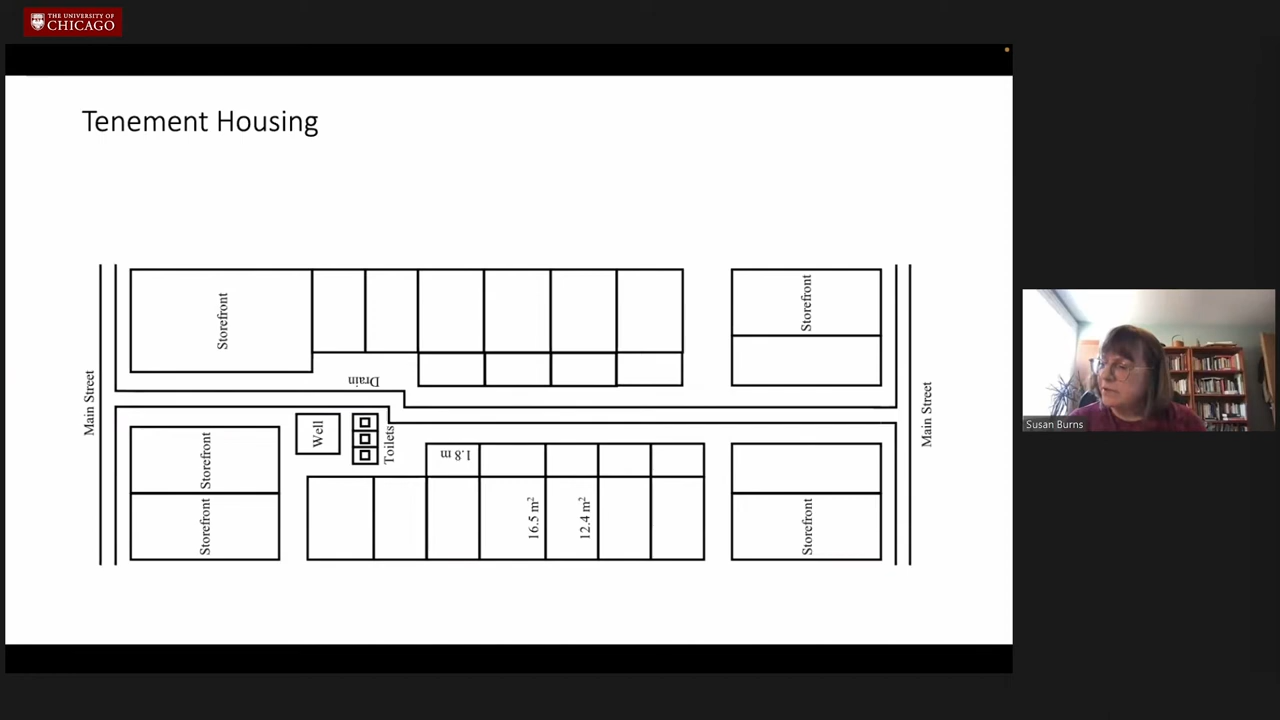 THE UNIVERSITY OF
CHICAGO
Tenement Housing
Main Street
Storefront
Storefront
Drain
Main Street
Storefront
Storefront
Well
Toilets
1.8 m
16.5 m²
12.4 m²
Storefront
Susan Burns